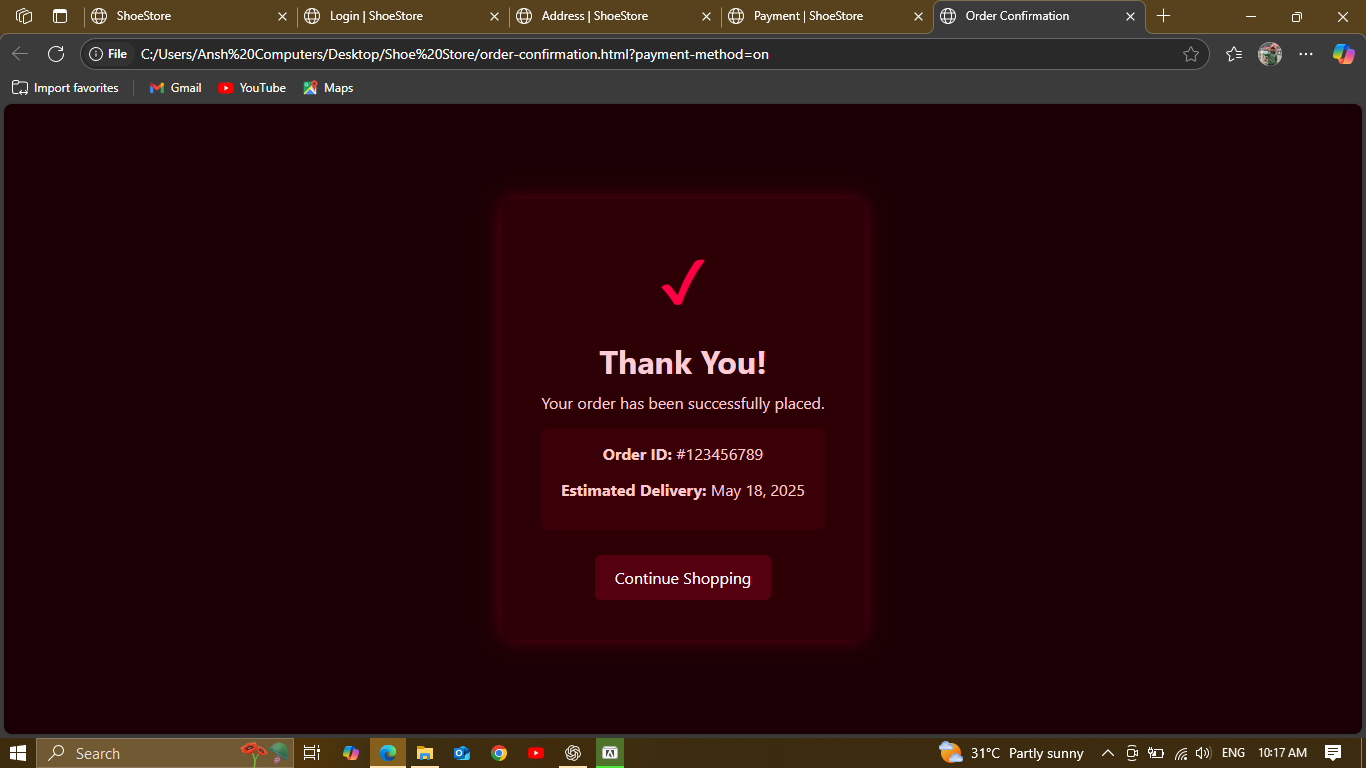 ShoeStore
Login | ShoeStore
Address | ShoeStore
Payment | ShoeStore
Order Confirmation
File
C:/Users/Ansh%20Computers/Desktop/Shoe%20Store/order-confirmation.html?payment-method=on
Import favorites
Gmail
YouTube
Maps
Thank You!
Your order has been successfully placed.
Order ID: #123456789
Estimated Delivery: May 18, 2025
Continue Shopping
Search
31°C Partly sunny
ENG
10:17 AM